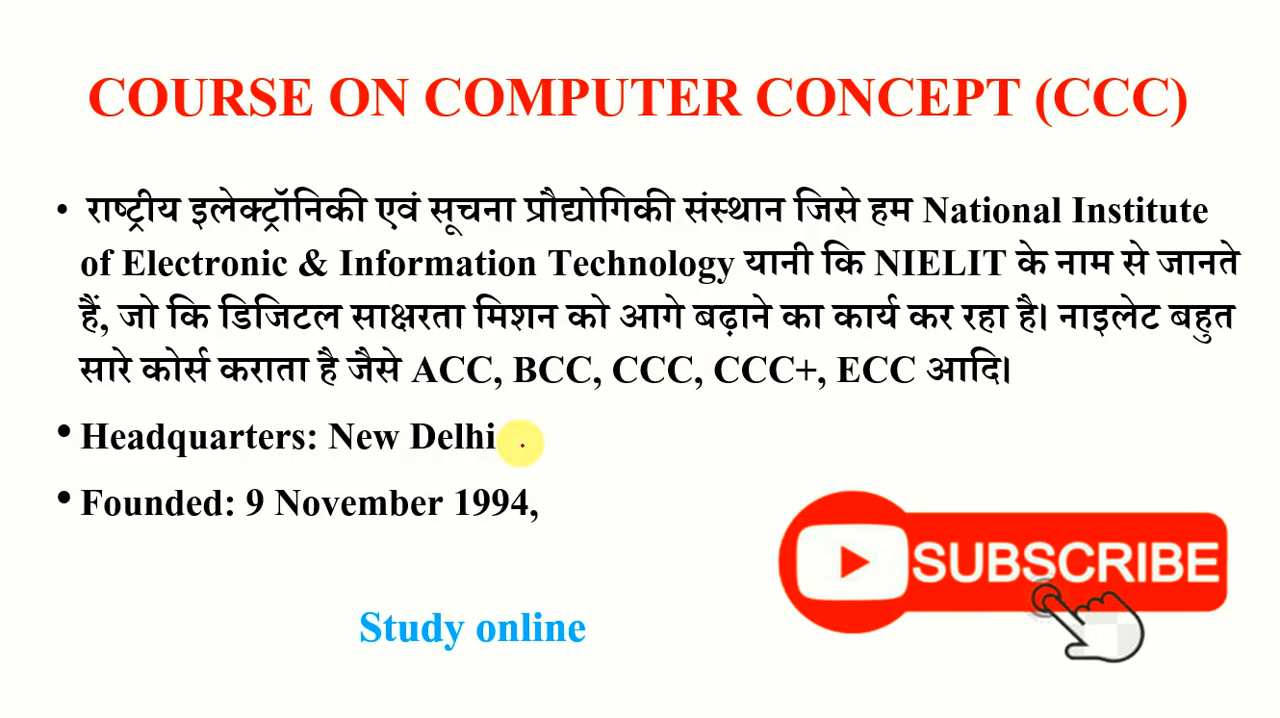 COURSE ON COMPUTER CONCEPT (CCC)
• राष्ट्रीय इलेक्ट्रॉनिकी एवं सूचना प्रौद्योगिकी संस्थान जिसे हम National Institute
of Electronic & Information Technology यानी कि NIELIT के नाम से जानते
हैं, जो कि डिजिटल साक्षरता मिशन को आगे बढ़ाने का कार्य कर रहा है। नाइलेट बहुत
सारे कोर्स कराता है जैसे ACC, BCC, CCC, CCC+, ECC आदि।
• Headquarters: New Delhi
• Founded: 9 November 1994,
SUBSCRIBE
Study online